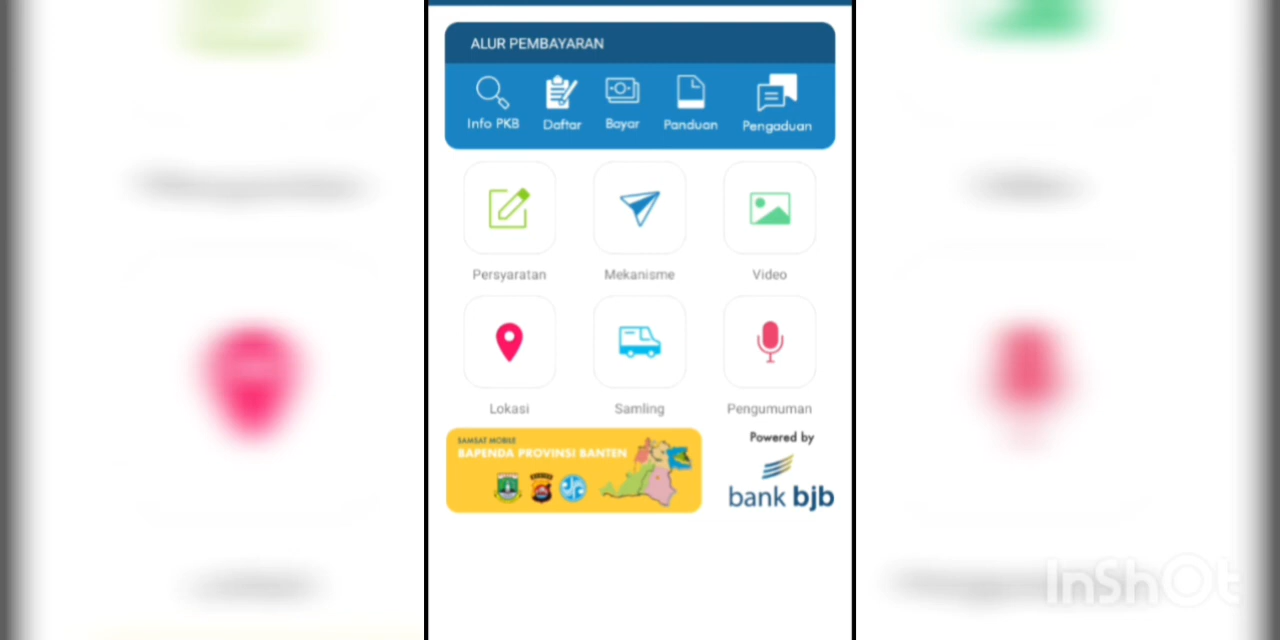 ALUR PEMBAYARAN
Info PKB Daftar Bayar Panduan Pengaduan
Persyaratan Mekanisme Video
Lokasi Samling Pengumuman
SAMSAT MOBILE
BAPENDA PROVINSI BANTEN
Powered by
bank bjb
InShOt